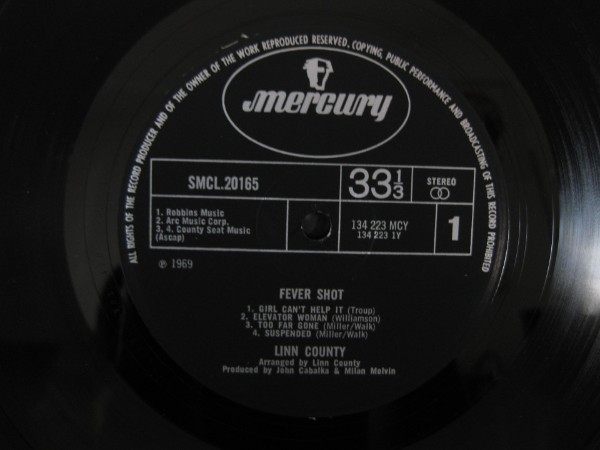 ALL RIGHTS OF THE RECORD PRODUCER AND OF THE OWNER OF THE WORK REPRODUCED RESERVED. COPYING, PUBLIC PERFORMANCE AND BROADCASTING OF THIS RECORD PROHIBITED
mercury
SMCL.20165
33 1/3
STEREO
1. Robbins Music
2. Arc Music Corp.
3, 4. County Seat Music
(Ascap)
134 223 MCY
134 223 1Y
1
℗ 1969
FEVER SHOT
1. GIRL CAN'T HELP IT (Troup)
2. ELEVATOR WOMAN (Williamson)
3. TOO FAR GONE (Miller/Walk)
4. SUSPENDED (Miller/Walk)
LINN COUNTY
Arranged by Linn County
Produced by John Cabalka & Milan Melvin